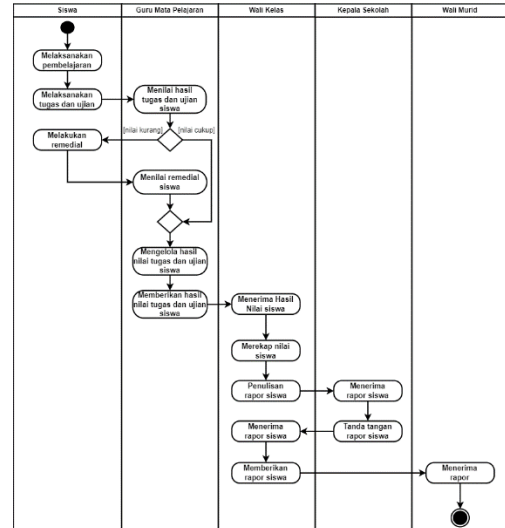 Siswa
Guru Mata Pelajaran
Wali Kelas
Kepala Sekolah
Wali Murid
Melaksanakan
pembelajaran
Melaksanakan
tugas dan ujian
Menilai hasil
tugas dan ujian
siswa
[nilai kurang]
[nilai cukup]
Melakukan
remedial
Menilai remedial
siswa
Mengelola hasil
nilai tugas dan ujian
siswa
Memberikan hasil
nilai tugas dan ujian
siswa
Menerima Hasil
Nilai siswa
Merekap nilai
siswa
Penulisan
rapor siswa
Menerima
rapor siswa
Tanda tangan
rapor siswa
Menerima
rapor siswa
Memberikan
rapor siswa
Menerima
rapor